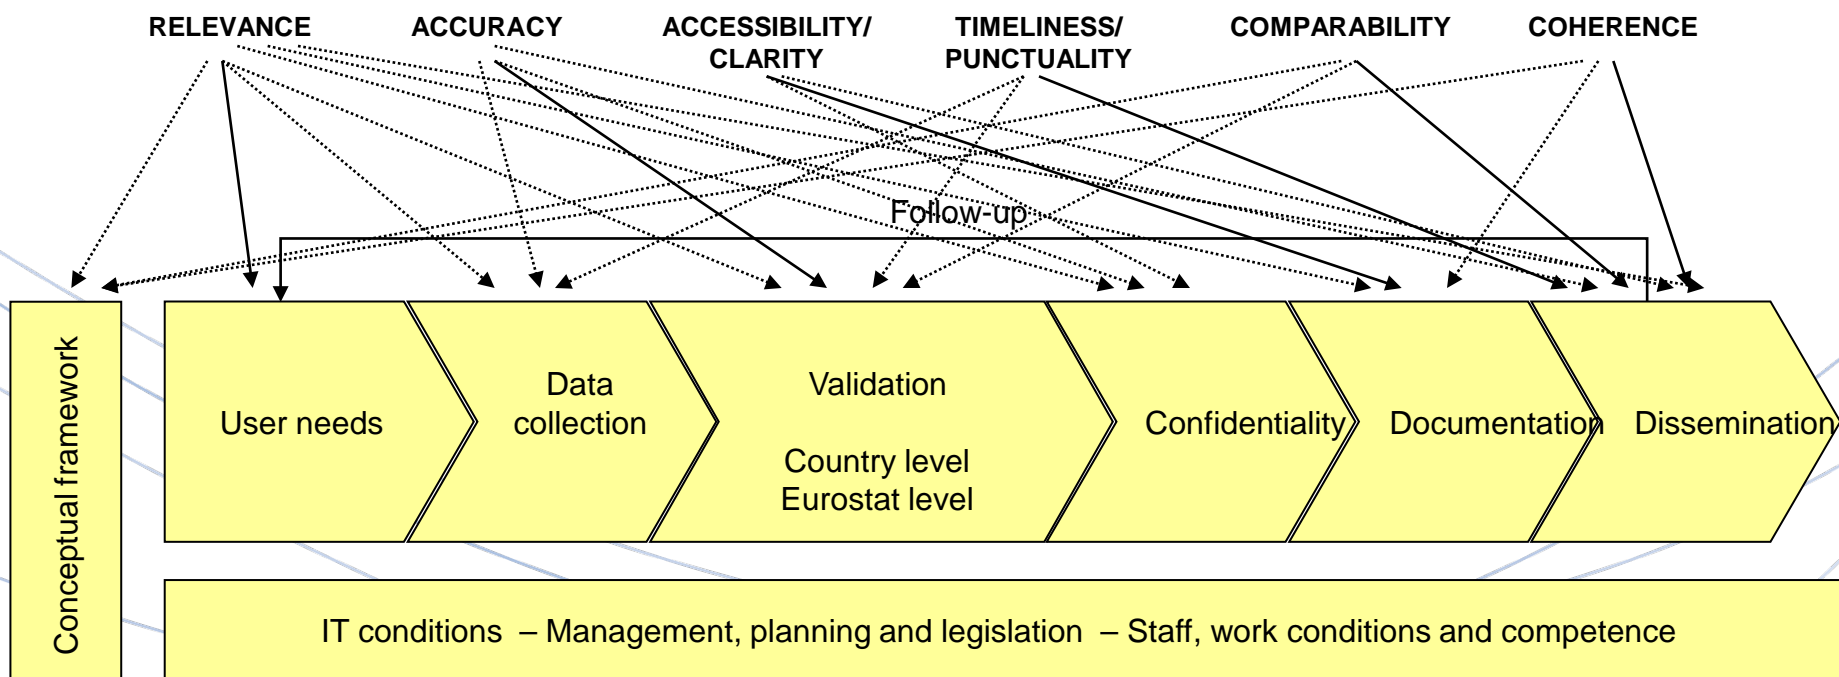 RELEVANCE
ACCURACY
ACCESSIBILITY/
CLARITY
TIMELINESS/
PUNCTUALITY
COMPARABILITY
COHERENCE
Follow-up
Conceptual framework
User needs
Data
collection
Validation
Country level
Eurostat level
Confidentiality
Documentation
Dissemination
IT conditions – Management, planning and legislation – Staff, work conditions and competence